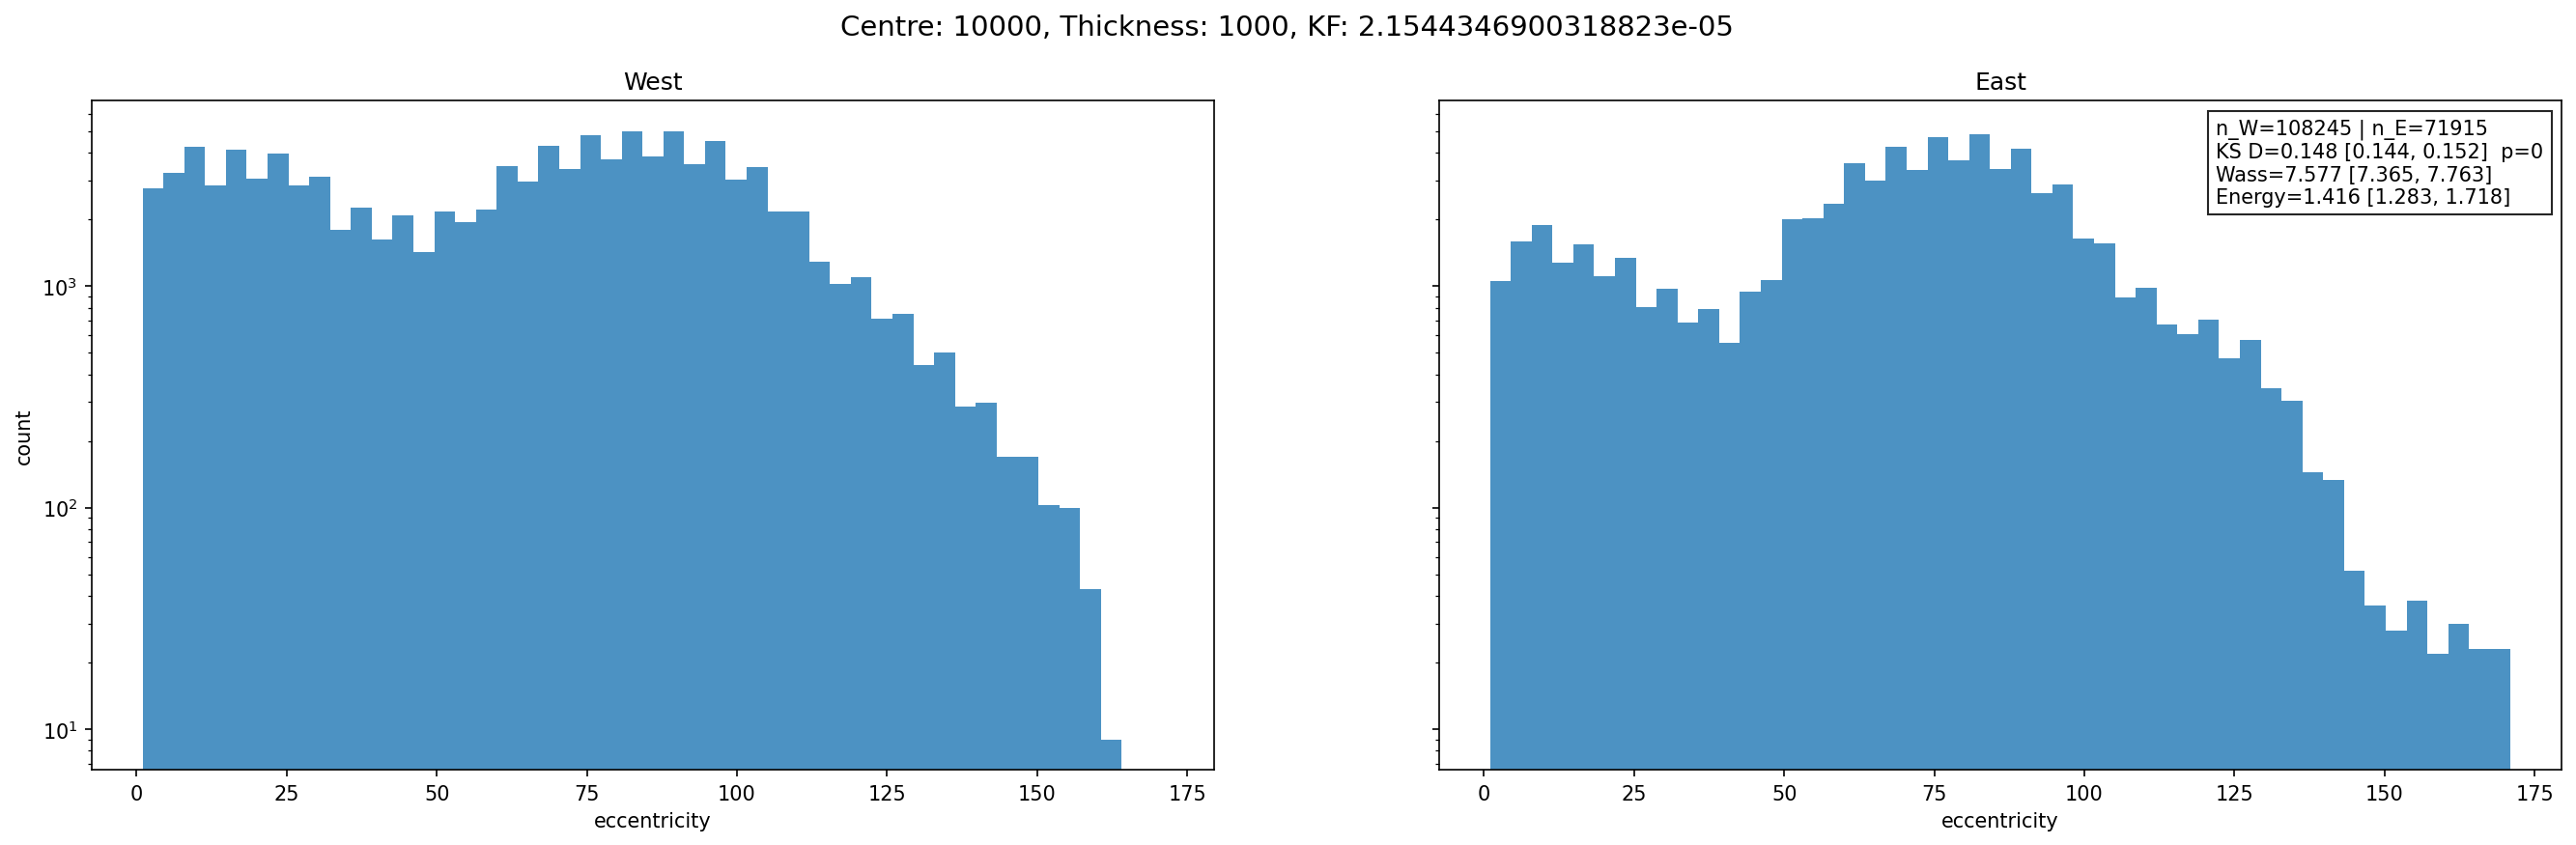 Centre: 10000, Thickness: 1000, KF: 2.1544346900318823e-05
West
count
10³
10²
10¹
0 25 50 75 100 125 150 175
eccentricity
East
n_W=108245 | n_E=71915
KS D=0.148 [0.144, 0.152]  p=0
Wass=7.577 [7.365, 7.763]
Energy=1.416 [1.283, 1.718]
0 25 50 75 100 125 150 175
eccentricity